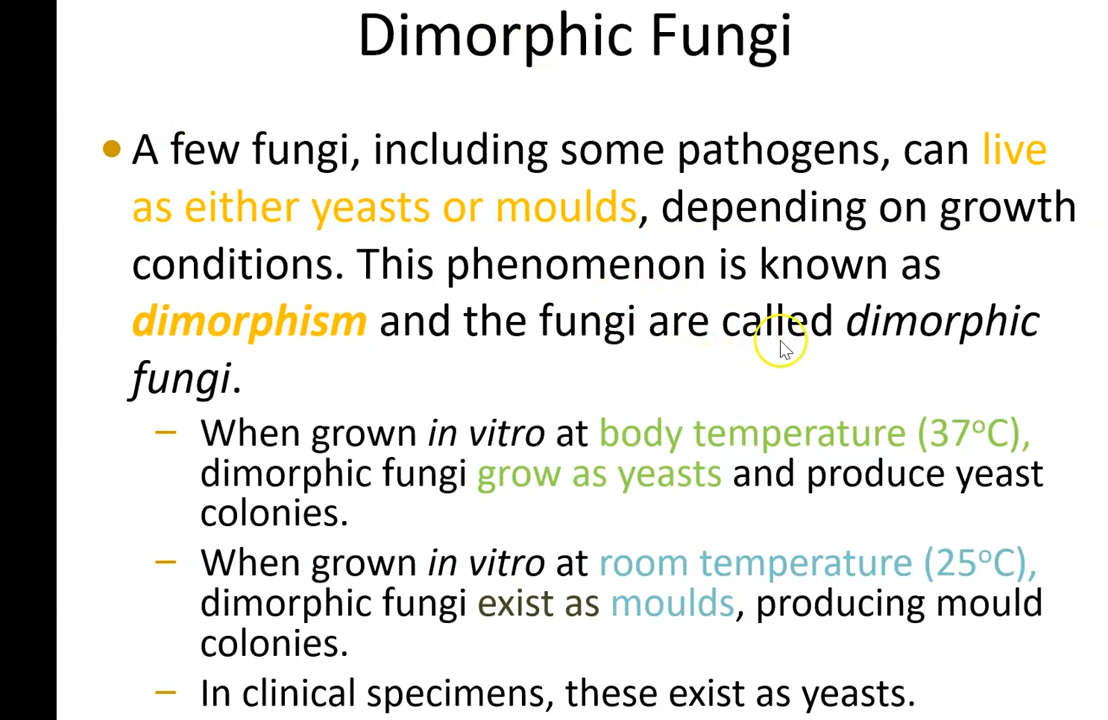 Dimorphic Fungi
• A few fungi, including some pathogens, can live
as either yeasts or moulds, depending on growth
conditions. This phenomenon is known as
dimorphism and the fungi are called dimorphic
fungi.
– When grown in vitro at body temperature (37°C),
dimorphic fungi grow as yeasts and produce yeast
colonies.
– When grown in vitro at room temperature (25°C),
dimorphic fungi exist as moulds, producing mould
colonies.
– In clinical specimens, these exist as yeasts.